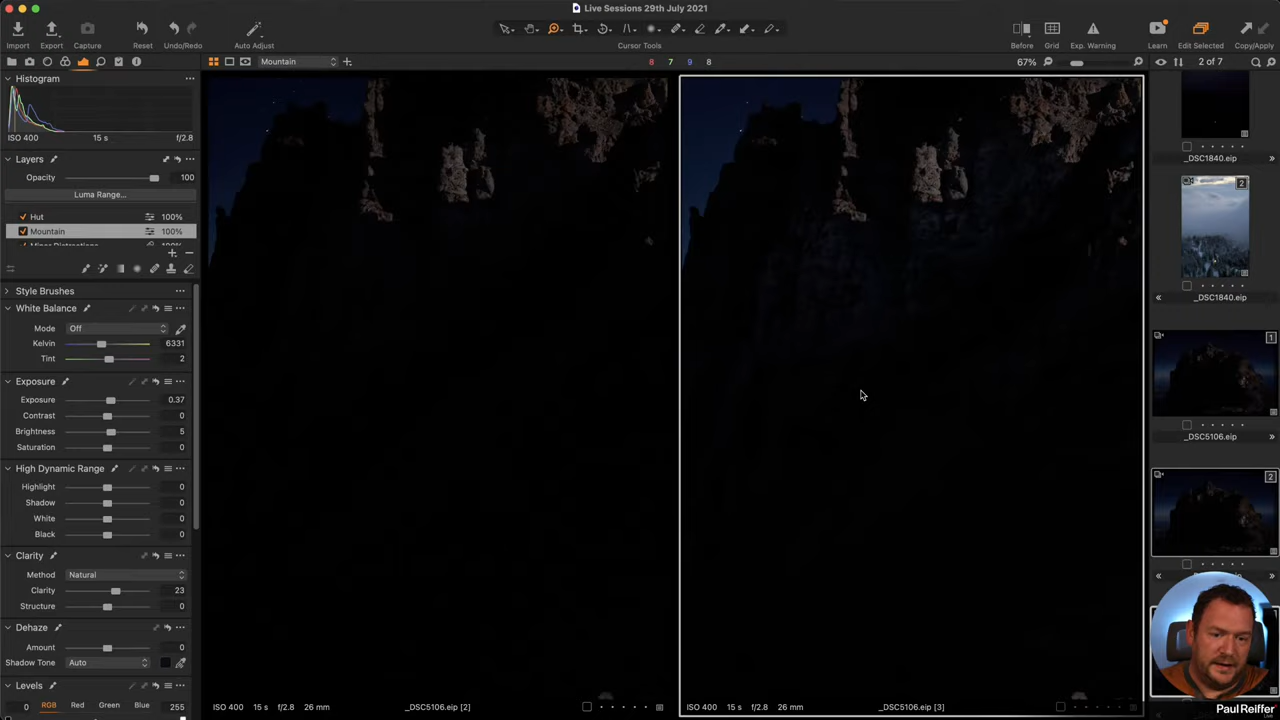 Live Sessions 29th July 2021
Import
Export
Capture
Reset
Undo/Redo
Auto Adjust
Cursor Tools
Before
Grid
Exp. Warning
Learn
Edit Selected
Copy/Apply
Mountain
8 7 9 8
67%
2 of 7
Histogram
ISO 400 15 s f/2.8
Layers
Opacity 100
Luma Range...
Hut 100%
Mountain 100%
Minor Distractions
Style Brushes
White Balance
Mode Off
Kelvin 6331
Tint 2
Exposure
Exposure 0.37
Contrast 0
Brightness 5
Saturation 0
High Dynamic Range
Highlight 0
Shadow 0
White 0
Black 0
Clarity
Method Natural
Clarity 23
Structure 0
Dehaze
Amount 0
Shadow Tone Auto
Levels
0 RGB Red Green Blue 255
ISO 400 15 s f/2.8 26 mm _DSC5106.eip [2]
ISO 400 15 s f/2.8 26 mm _DSC5106.eip [3]
_DSC1840.eip
2
_DSC1840.eip
1
_DSC5106.eip
2
Paul Reiffer
Live